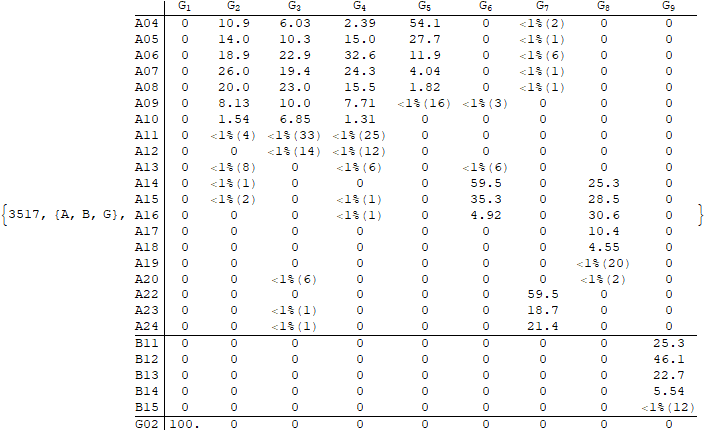 G1 G2 G3 G4 G5 G6 G7 G8 G9
A04 0 10.9 6.03 2.39 54.1 0 <1%(2) 0 0
A05 0 14.0 10.3 15.0 27.7 0 <1%(1) 0 0
A06 0 18.9 22.9 32.6 11.9 0 <1%(6) 0 0
A07 0 26.0 19.4 24.3 4.04 0 <1%(1) 0 0
A08 0 20.0 23.0 15.5 1.82 0 <1%(1) 0 0
A09 0 8.13 10.0 7.71 <1%(16) <1%(3) 0 0 0
A10 0 1.54 6.85 1.31 0 0 0 0 0
A11 0 <1%(4) <1%(33) <1%(25) 0 0 0 0 0
A12 0 0 <1%(14) <1%(12) 0 0 0 0 0
A13 0 <1%(8) 0 <1%(6) 0 <1%(6) 0 0 0
A14 0 <1%(1) 0 0 0 59.5 0 25.3 0
A15 0 <1%(2) 0 <1%(1) 0 35.3 0 28.5 0
{3517, {A, B, G}, A16 0 0 0 <1%(1) 0 4.92 0 30.6 0 }
A17 0 0 0 0 0 0 0 10.4 0
A18 0 0 0 0 0 0 0 4.55 0
A19 0 0 0 0 0 0 0 <1%(20) 0
A20 0 0 <1%(6) 0 0 0 0 <1%(2) 0
A22 0 0 0 0 0 0 59.5 0 0
A23 0 0 <1%(1) 0 0 0 18.7 0 0
A24 0 0 <1%(1) 0 0 0 21.4 0 0
B11 0 0 0 0 0 0 0 0 25.3
B12 0 0 0 0 0 0 0 0 46.1
B13 0 0 0 0 0 0 0 0 22.7
B14 0 0 0 0 0 0 0 0 5.54
B15 0 0 0 0 0 0 0 0 <1%(12)
G02 100. 0 0 0 0 0 0 0 0